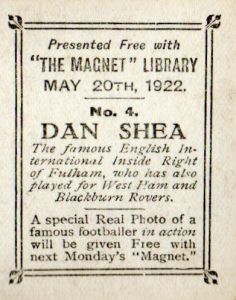 Presented Free with
"THE MAGNET" LIBRARY
MAY 20TH, 1922.
No. 4.
DAN SHEA
The famous English In-
ternational Inside Right
of Fulham, who has also
played for West Ham and
Blackburn Rovers.
A special Real Photo of a
famous footballer in action
will be given Free with
next Monday's "Magnet."